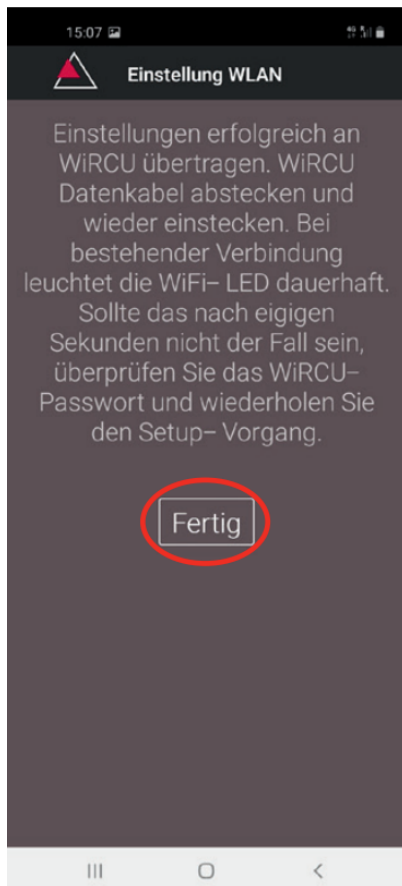 15:07
Einstellung WLAN
Einstellungen erfolgreich an
WiRCU übertragen. WiRCU
Datenkabel abstecken und
wieder einstecken. Bei
bestehender Verbindung
leuchtet die WiFi– LED dauerhaft.
Sollte das nach eigigen
Sekunden nicht der Fall sein,
überprüfen Sie das WiRCU–
Passwort und wiederholen Sie
den Setup– Vorgang.
Fertig